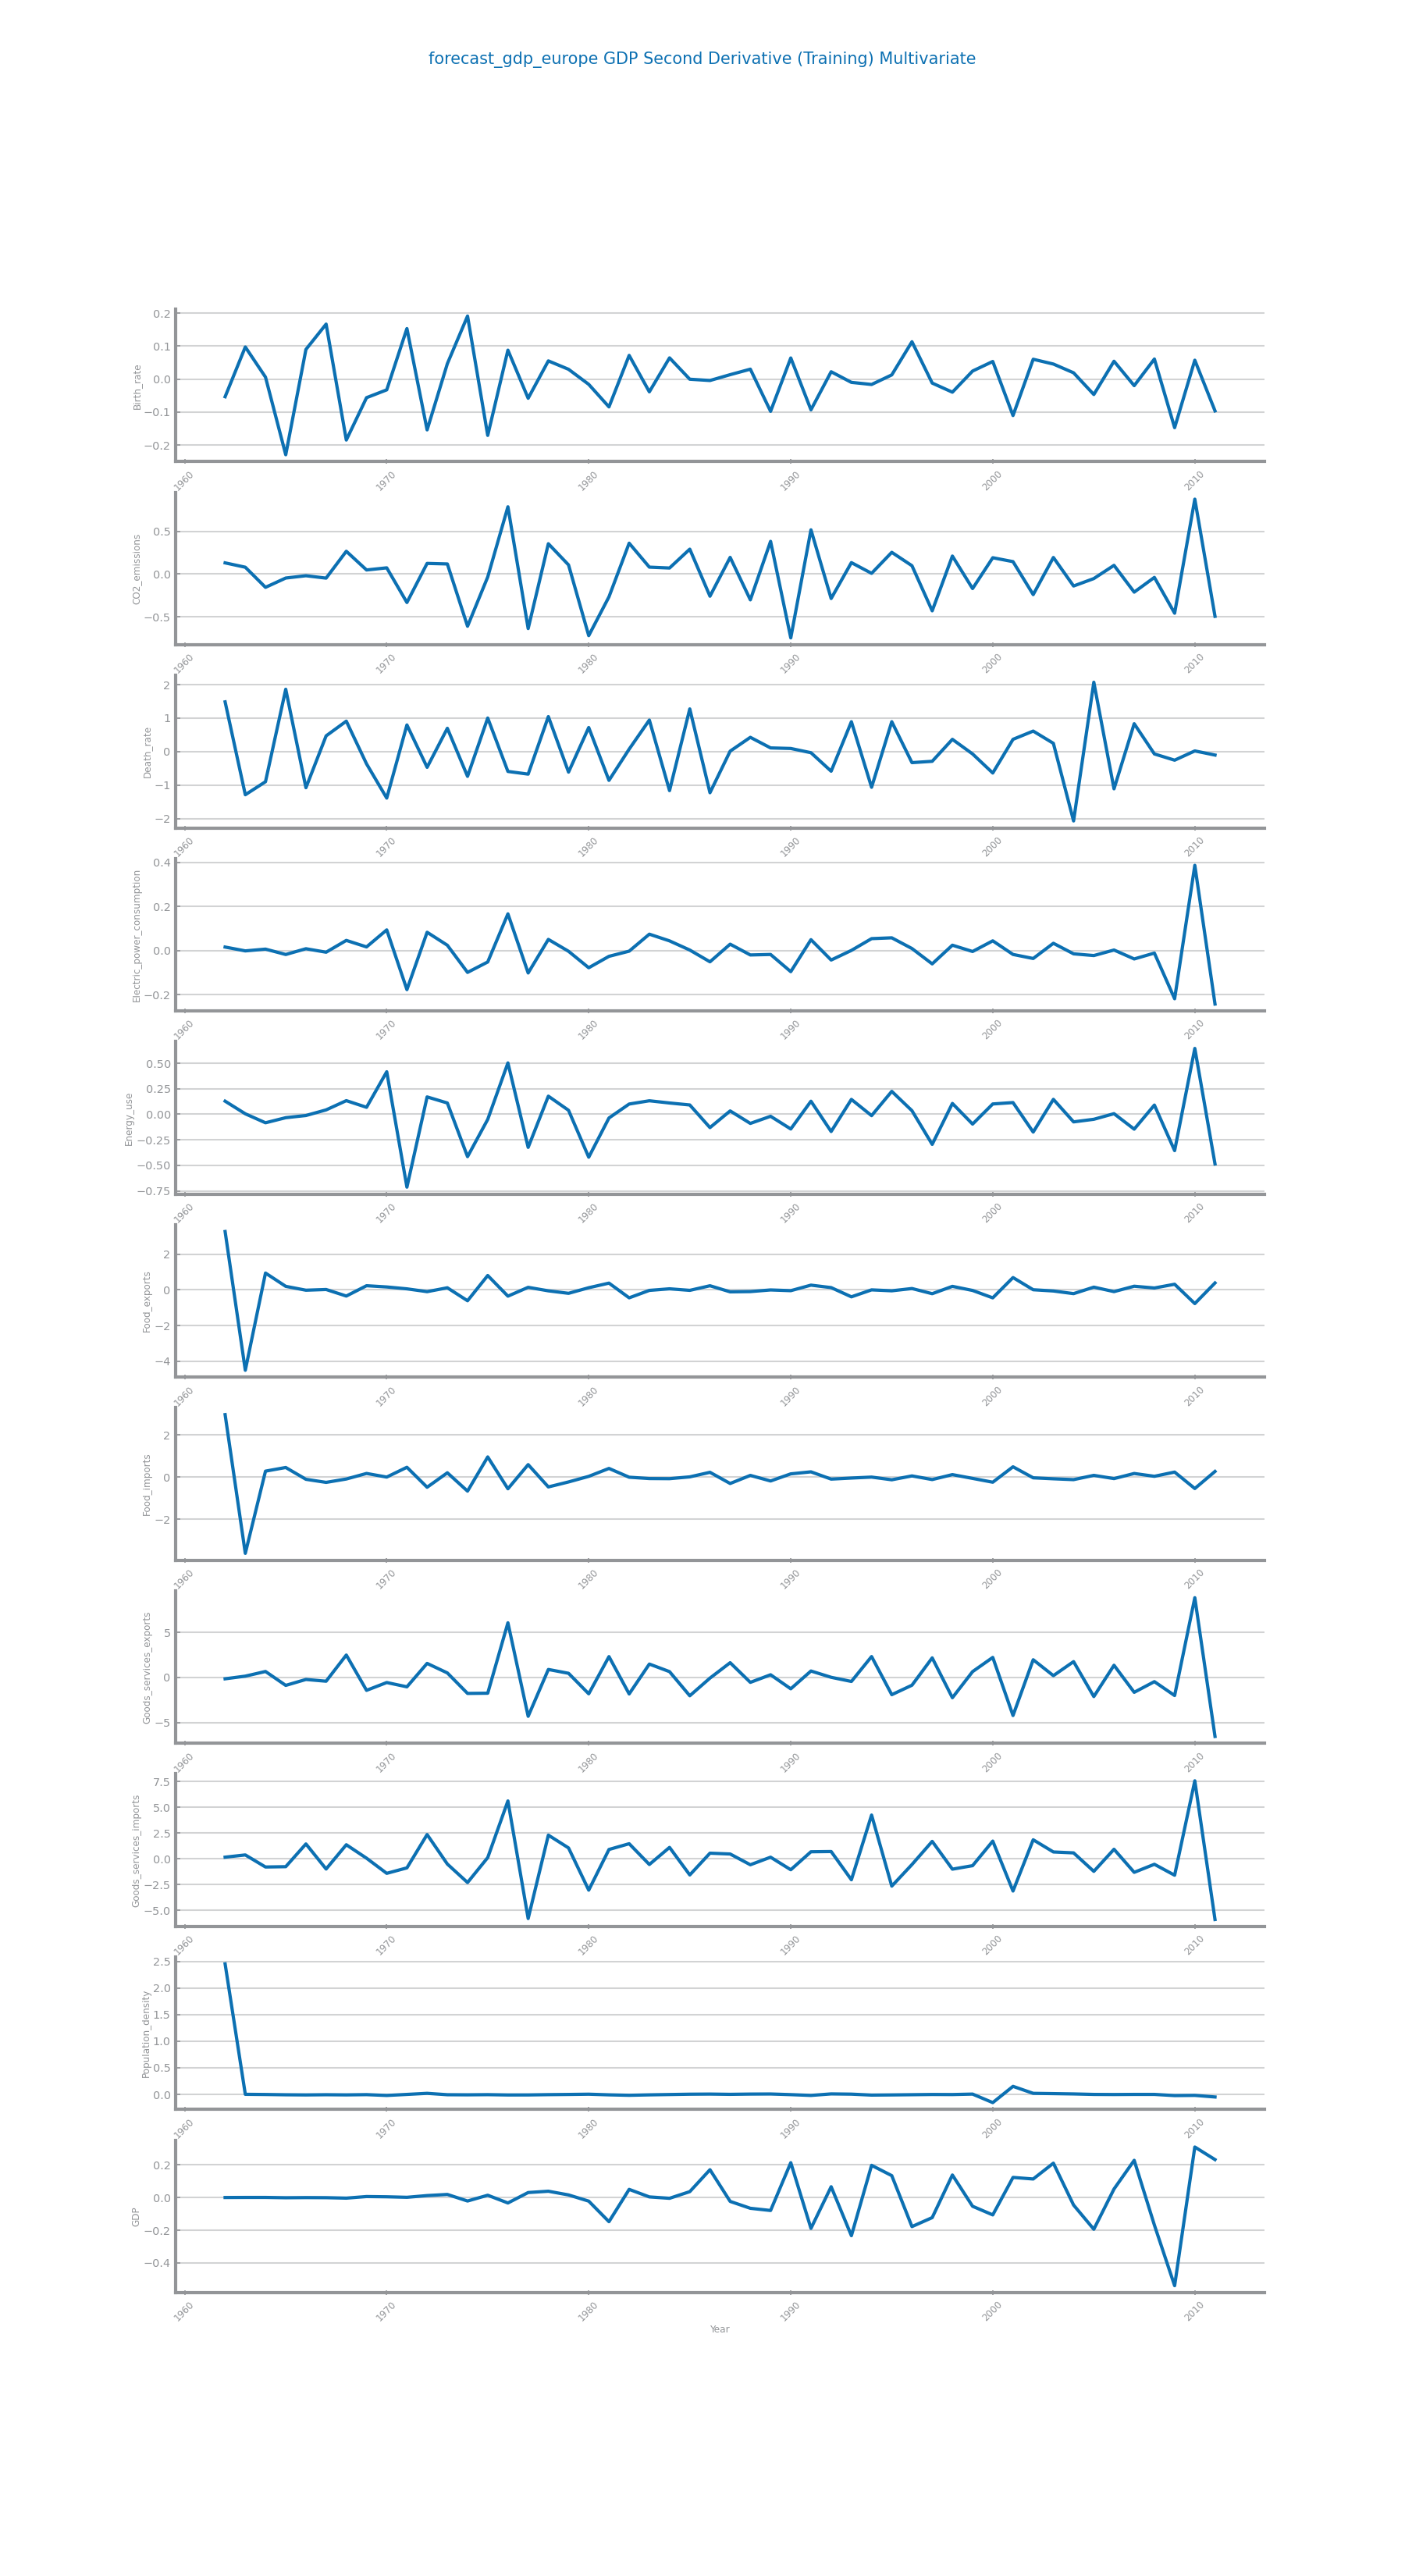 forecast_gdp_europe GDP Second Derivative (Training) Multivariate
Birth_rate
0.2
0.1
0.0
−0.1
−0.2
1960 1970 1980 1990 2000 2010
CO2_emissions
0.5
0.0
−0.5
1960 1970 1980 1990 2000 2010
Death_rate
2
1
0
−1
−2
1960 1970 1980 1990 2000 2010
Electric_power_consumption
0.4
0.2
0.0
−0.2
1960 1970 1980 1990 2000 2010
Energy_use
0.50
0.25
0.00
−0.25
−0.50
−0.75
1960 1970 1980 1990 2000 2010
Food_exports
2
0
−2
−4
1960 1970 1980 1990 2000 2010
Food_imports
2
0
−2
1960 1970 1980 1990 2000 2010
Goods_services_exports
5
0
−5
1960 1970 1980 1990 2000 2010
Goods_services_imports
7.5
5.0
2.5
0.0
−2.5
−5.0
1960 1970 1980 1990 2000 2010
Population_density
2.5
2.0
1.5
1.0
0.5
0.0
1960 1970 1980 1990 2000 2010
GDP
0.2
0.0
−0.2
−0.4
1960 1970 1980 1990 2000 2010
Year